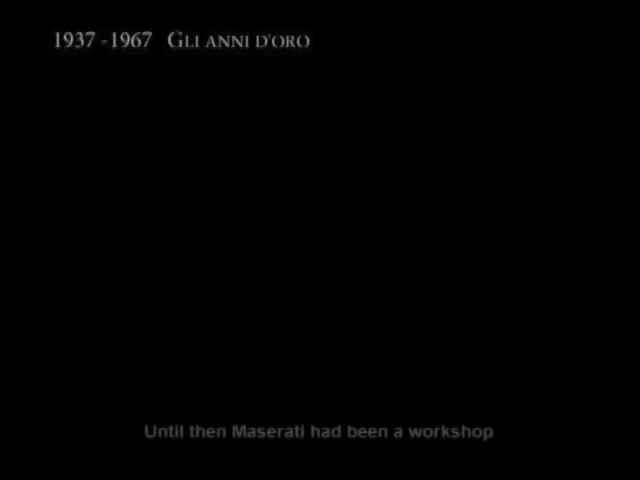 1937 -1967 GLI ANNI D'ORO
Until then Maserati had been a workshop